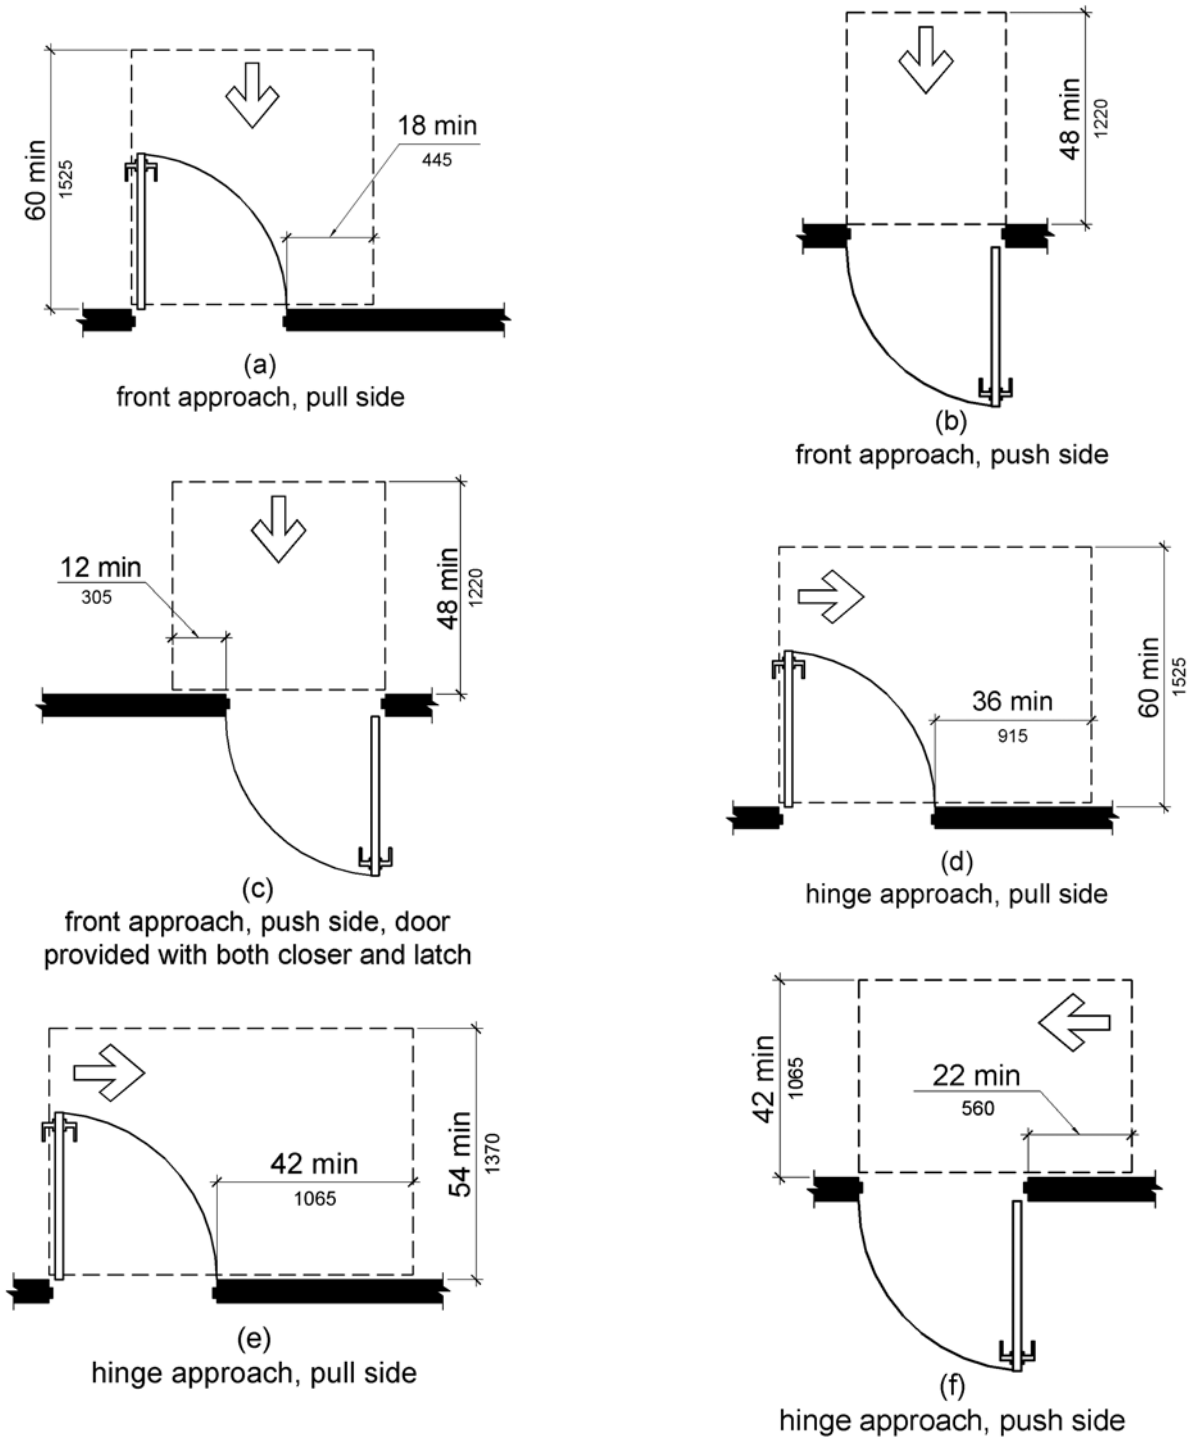 60 min
1525
18 min
445
(a)
front approach, pull side
48 min
1220
(b)
front approach, push side
12 min
305
48 min
1220
(c)
front approach, push side, door
provided with both closer and latch
36 min
915
60 min
1525
(d)
hinge approach, pull side
42 min
1065
54 min
1370
(e)
hinge approach, pull side
42 min
1065
22 min
560
(f)
hinge approach, push side